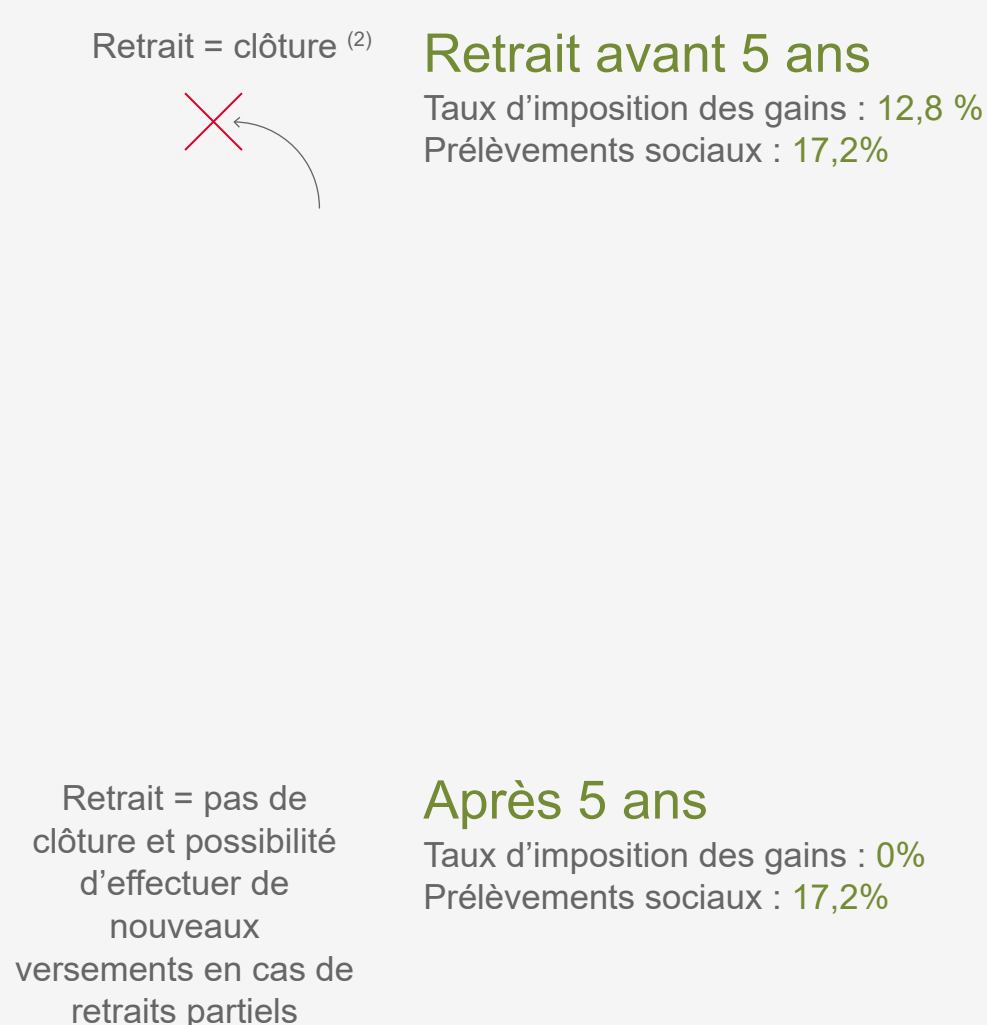 Retrait = clôture (2)
Retrait avant 5 ans
Taux d’imposition des gains : 12,8 %
Prélèvements sociaux : 17,2%
Retrait = pas de
clôture et possibilité
d’effectuer de
nouveaux
versements en cas de
retraits partiels
Après 5 ans
Taux d’imposition des gains : 0%
Prélèvements sociaux : 17,2%